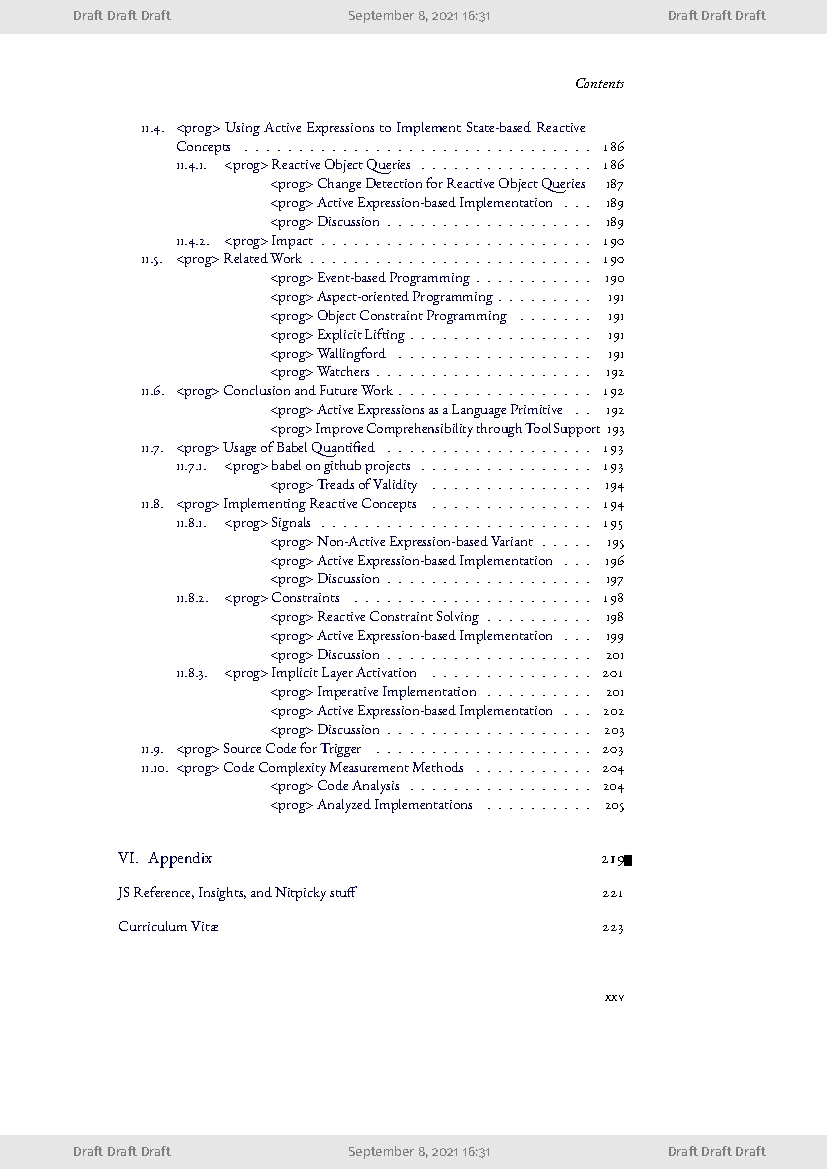 Draft Draft Draft September 8, 2021 16:31 Draft Draft Draft
Contents
11.4. <prog> Using Active Expressions to Implement State-based Reactive
Concepts . . . . . . . . . . . . . . . . . . . . . . . . . . . . . . . . 186
11.4.1. <prog> Reactive Object Queries . . . . . . . . . . . . . . . . 186
<prog> Change Detection for Reactive Object Queries 187
<prog> Active Expression-based Implementation . . . 189
<prog> Discussion . . . . . . . . . . . . . . . . . . . 189
11.4.2. <prog> Impact . . . . . . . . . . . . . . . . . . . . . . . . . 190
11.5. <prog> Related Work . . . . . . . . . . . . . . . . . . . . . . . . . . 190
<prog> Event-based Programming . . . . . . . . . . . 190
<prog> Aspect-oriented Programming . . . . . . . . . 191
<prog> Object Constraint Programming . . . . . . . 191
<prog> Explicit Lifting . . . . . . . . . . . . . . . . . 191
<prog> Wallingford . . . . . . . . . . . . . . . . . . 191
<prog> Watchers . . . . . . . . . . . . . . . . . . . . 192
11.6. <prog> Conclusion and Future Work . . . . . . . . . . . . . . . . . . 192
<prog> Active Expressions as a Language Primitive . . 192
<prog> Improve Comprehensibility through Tool Support 193
11.7. <prog> Usage of Babel Quantified . . . . . . . . . . . . . . . . . . . 193
11.7.1. <prog> babel on github projects . . . . . . . . . . . . . . . . 193
<prog> Treads of Validity . . . . . . . . . . . . . . . 194
11.8. <prog> Implementing Reactive Concepts . . . . . . . . . . . . . . . 194
11.8.1. <prog> Signals . . . . . . . . . . . . . . . . . . . . . . . . . 195
<prog> Non-Active Expression-based Variant . . . . . 195
<prog> Active Expression-based Implementation . . . 196
<prog> Discussion . . . . . . . . . . . . . . . . . . . 197
11.8.2. <prog> Constraints . . . . . . . . . . . . . . . . . . . . . . 198
<prog> Reactive Constraint Solving . . . . . . . . . . 198
<prog> Active Expression-based Implementation . . . 199
<prog> Discussion . . . . . . . . . . . . . . . . . . . 201
11.8.3. <prog> Implicit Layer Activation . . . . . . . . . . . . . . . 201
<prog> Imperative Implementation . . . . . . . . . . 201
<prog> Active Expression-based Implementation . . . 202
<prog> Discussion . . . . . . . . . . . . . . . . . . . 203
11.9. <prog> Source Code for Trigger . . . . . . . . . . . . . . . . . . . . 203
11.10. <prog> Code Complexity Measurement Methods . . . . . . . . . . . 204
<prog> Code Analysis . . . . . . . . . . . . . . . . . 204
<prog> Analyzed Implementations . . . . . . . . . . 205
VI. Appendix 219
JS Reference, Insights, and Nitpicky stuff 221
Curriculum Vitæ 223
xxv
Draft Draft Draft September 8, 2021 16:31 Draft Draft Draft